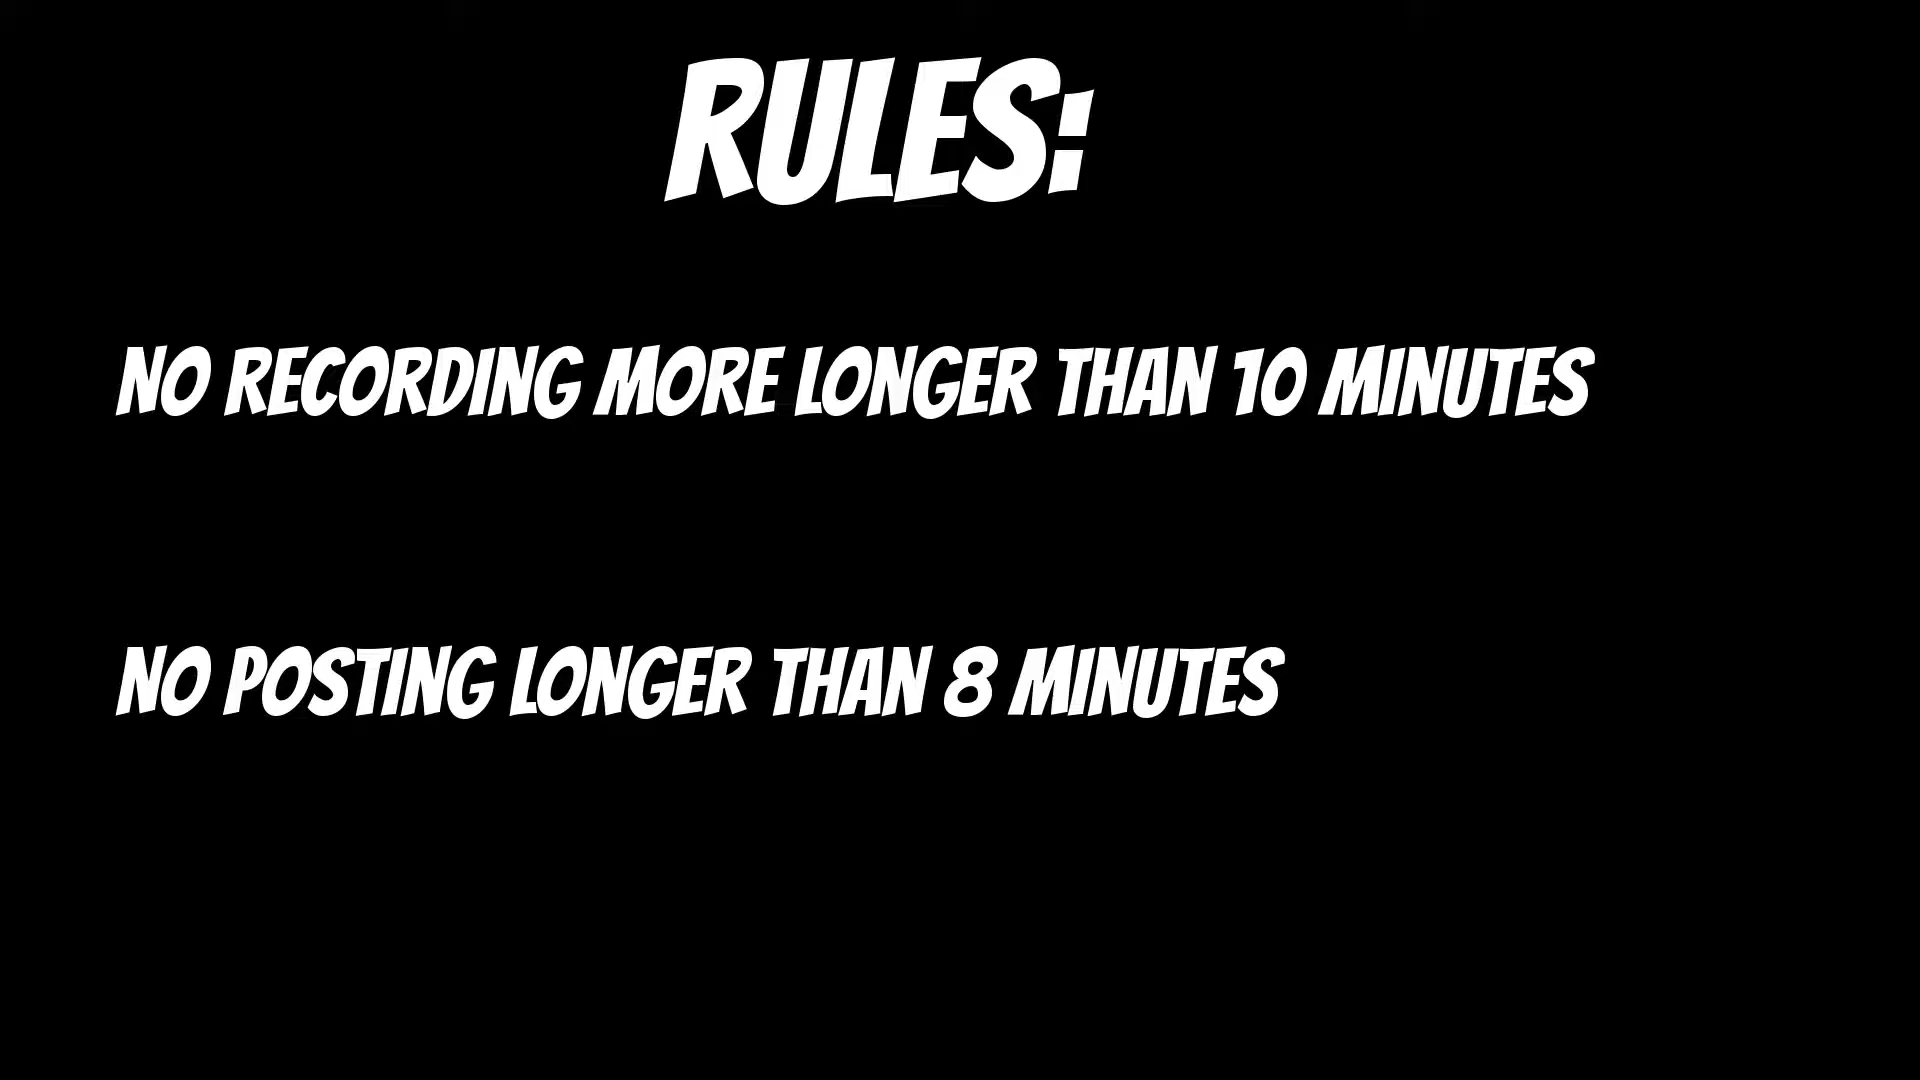 RULES:
NO RECORDING MORE LONGER THAN 10 MINUTES
NO POSTING LONGER THAN 8 MINUTES